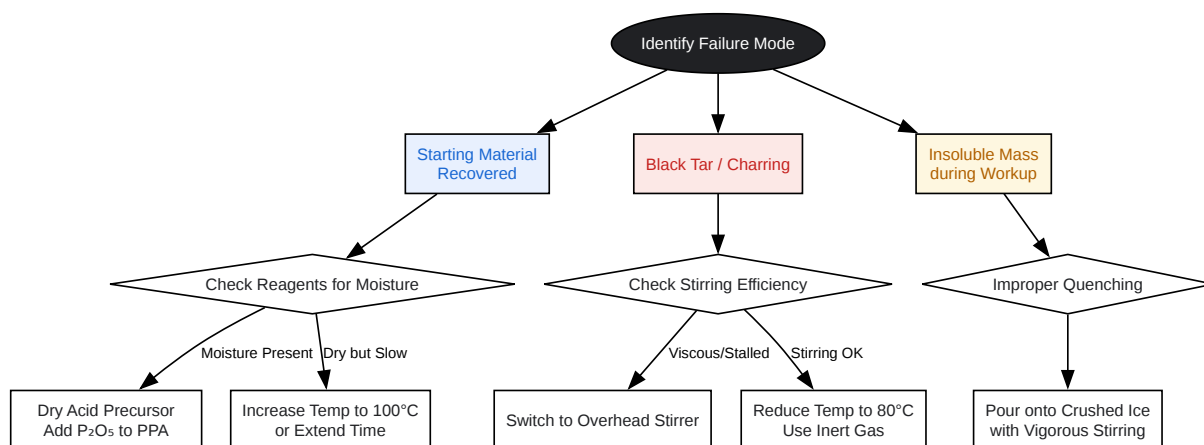 Identify Failure Mode
Starting Material
Recovered
Black Tar / Charring
Insoluble Mass
during Workup
Check Reagents for Moisture
Check Stirring Efficiency
Improper Quenching
Moisture Present
Dry but Slow
Viscous/Stalled
Stirring OK
Dry Acid Precursor
Add P₂O₅ to PPA
Increase Temp to 100°C
or Extend Time
Switch to Overhead Stirrer
Reduce Temp to 80°C
Use Inert Gas
Pour onto Crushed Ice
with Vigorous Stirring